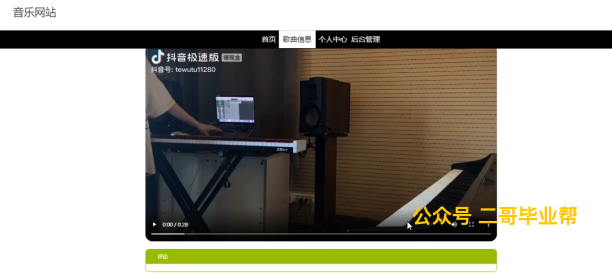 音乐网站
首页 歌曲信息 个人中心 后台管理
抖音极速版
抖音号: tewutu11280
0:00 / 0:28
公众号 二哥毕业帮
评论